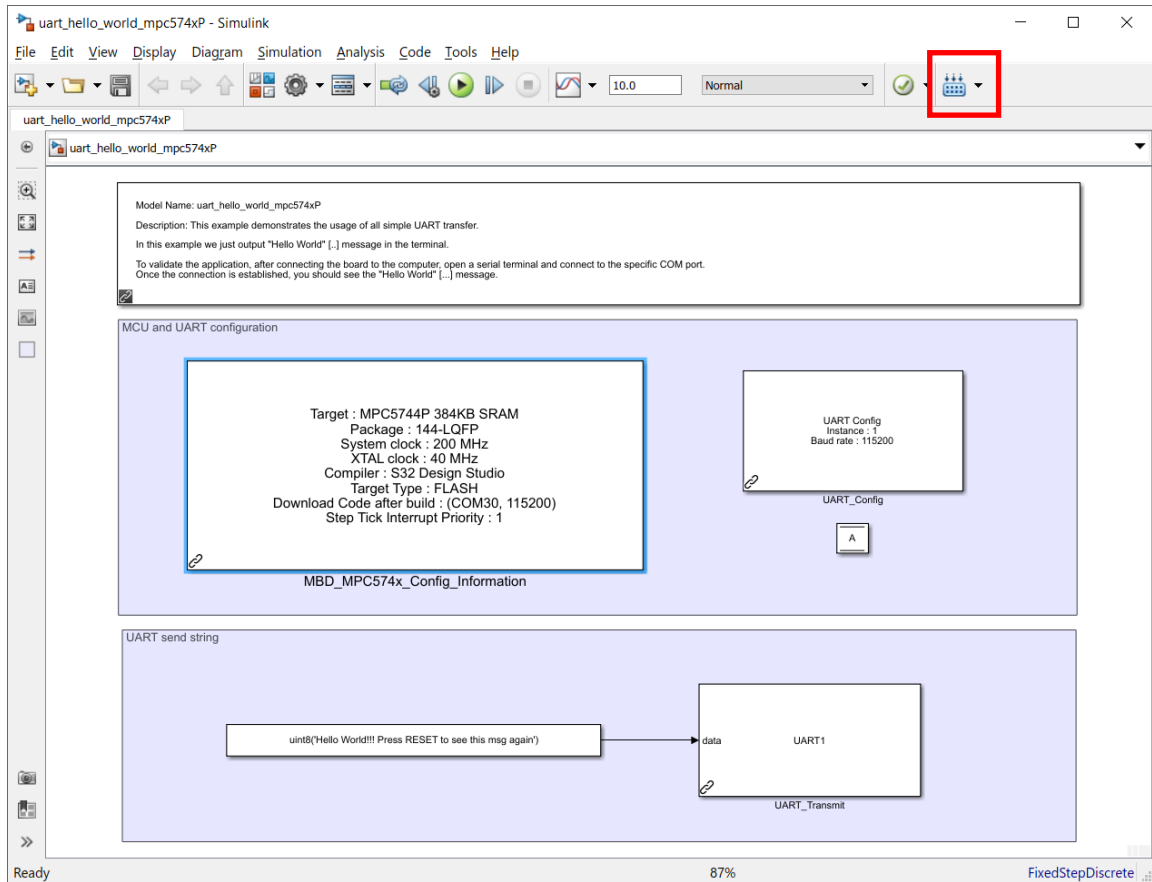 uart_hello_world_mpc574xP - Simulink
File Edit View Display Diagram Simulation Analysis Code Tools Help
10.0 Normal
uart_hello_world_mpc574xP
uart_hello_world_mpc574xP
Model Name: uart_hello_world_mpc574xP
Description: This example demonstrates the usage of all simple UART transfer.
In this example we just output "Hello World" [..] message in the terminal.
To validate the application, after connecting the board to the computer, open a serial terminal and connect to the specific COM port.
Once the connection is established, you should see the "Hello World" [...] message.
MCU and UART configuration
Target : MPC5744P 384KB SRAM
Package : 144-LQFP
System clock : 200 MHz
XTAL clock : 40 MHz
Compiler : S32 Design Studio
Target Type : FLASH
Download Code after build : (COM30, 115200)
Step Tick Interrupt Priority : 1
MBD_MPC574x_Config_Information
UART Config
Instance : 1
Baud rate : 115200
UART_Config
A
UART send string
uint8('Hello World!!! Press RESET to see this msg again')
data UART1
UART_Transmit
Ready 87% FixedStepDiscrete